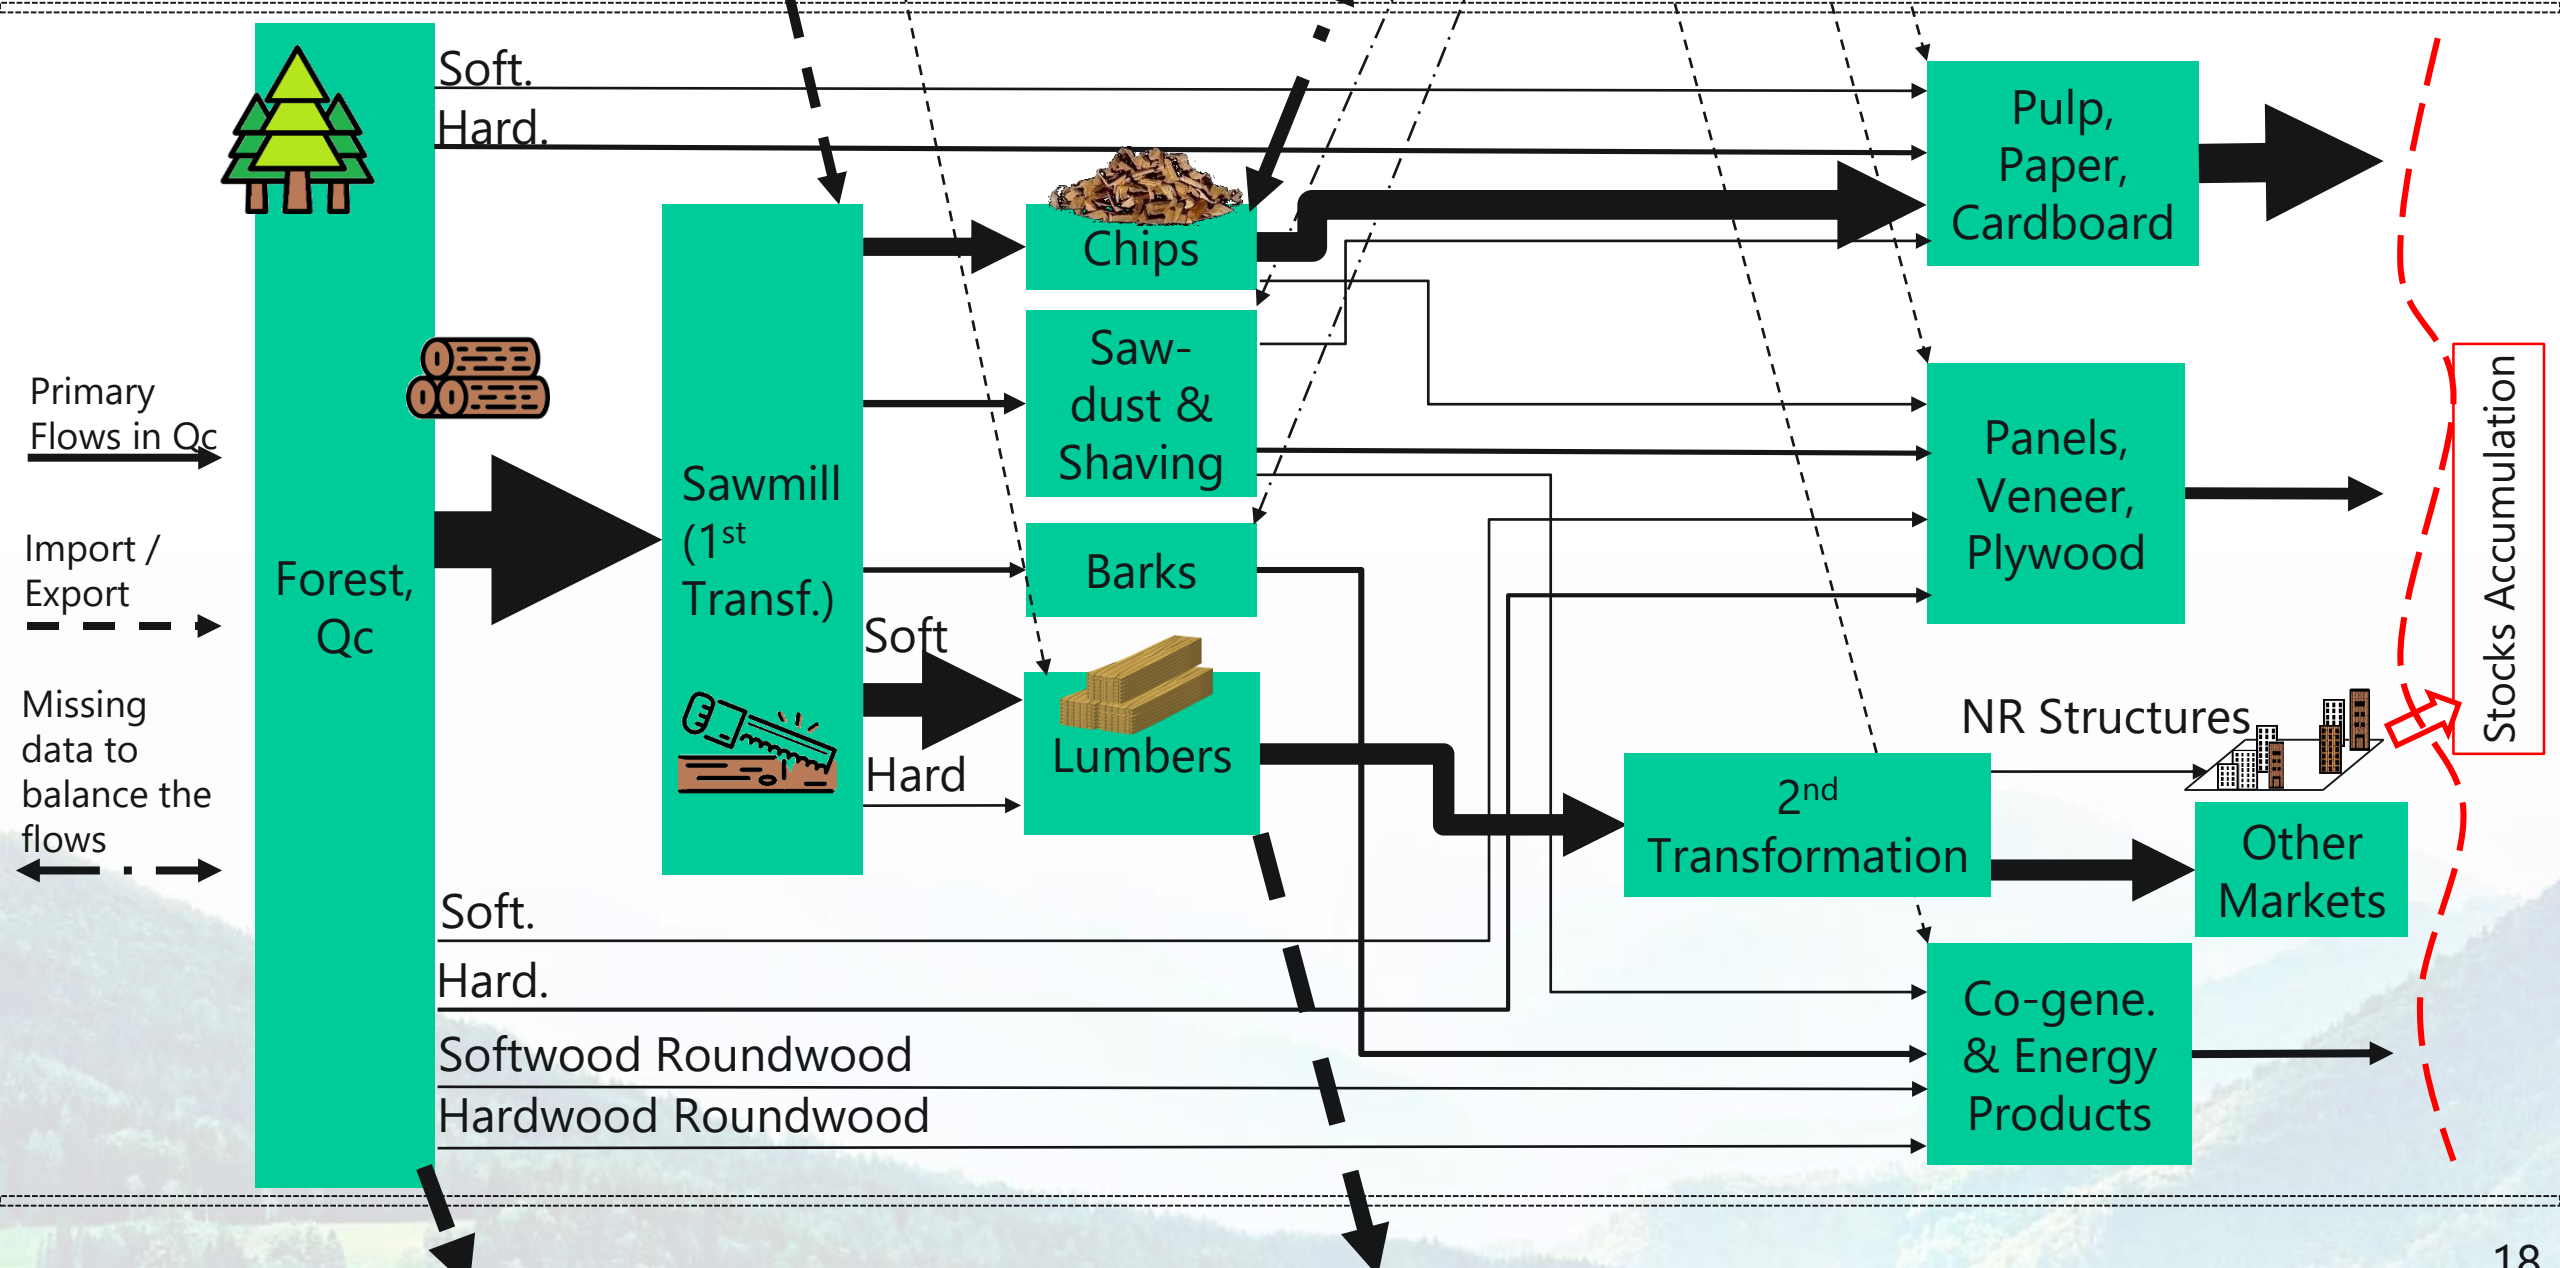 Soft.
Hard.
Pulp,
Paper,
Cardboard
Chips
Primary
Flows in Qc
Saw-
dust &
Shaving
Panels,
Veneer,
Plywood
Stocks Accumulation
Import /
Export
Forest,
Qc
Sawmill
(1st
Transf.)
Barks
Soft
Hard
Lumbers
Missing
data to
balance the
flows
NR Structures
2nd
Transformation
Other
Markets
Soft.
Hard.
Softwood Roundwood
Hardwood Roundwood
Co-gene.
& Energy
Products
18